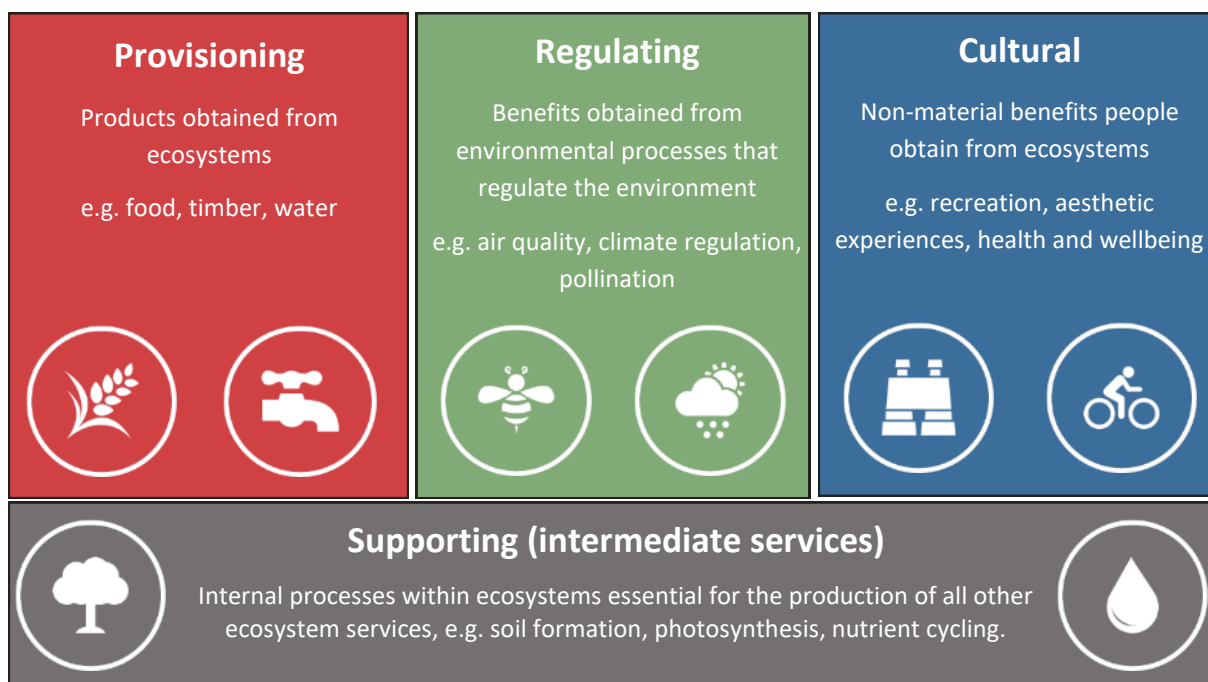 Provisioning
Products obtained from
ecosystems
e.g. food, timber, water
Regulating
Benefits obtained from
environmental processes that
regulate the environment
e.g. air quality, climate regulation,
pollination
Cultural
Non-material benefits people
obtain from ecosystems
e.g. recreation, aesthetic
experiences, health and wellbeing
Supporting (intermediate services)
Internal processes within ecosystems essential for the production of all other
ecosystem services, e.g. soil formation, photosynthesis, nutrient cycling.